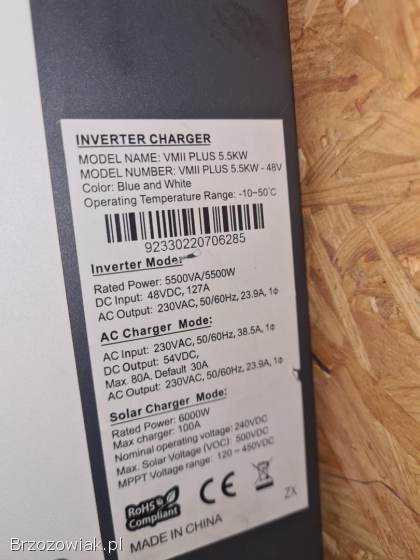 INVERTER CHARGER
MODEL NAME: VMII PLUS 5.5KW
MODEL NUMBER: VMII PLUS 5.5KW - 48V
Color: Blue and White
Operating Temperature Range: -10~50℃
92330220706285
Inverter Mode:
Rated Power: 5500VA/5500W
DC Input: 48VDC, 127A
AC Output: 230VAC, 50/60Hz, 23.9A, 1Φ
AC Charger Mode:
AC Input: 230VAC, 50/60Hz, 38.5A, 1Φ
DC Output: 54VDC,
Max. 80A, Default 30A
AC Output: 230VAC, 50/60Hz, 23.9A, 1Φ
Solar Charger Mode:
Rated Power: 6000W
Max charger: 100A
Nominal operating voltage: 240VDC
Max. Solar Voltage (VOC): 500VDC
MPPT Voltage range: 120 ~ 450VDC
RoHS
Compliant
CE
ZX
MADE IN CHINA
Brzozowiak.pl